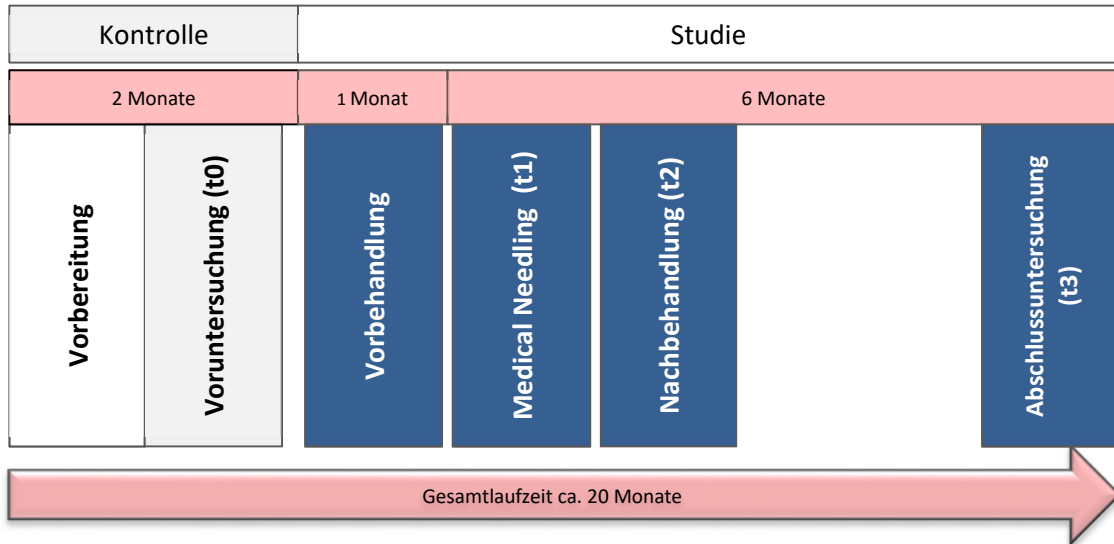 Kontrolle
Studie
2 Monate
1 Monat
6 Monate
Vorbereitung
Voruntersuchung (t0)
Vorbehandlung
Medical Needling (t1)
Nachbehandlung (t2)
Abschlussuntersuchung
(t3)
Gesamtlaufzeit ca. 20 Monate